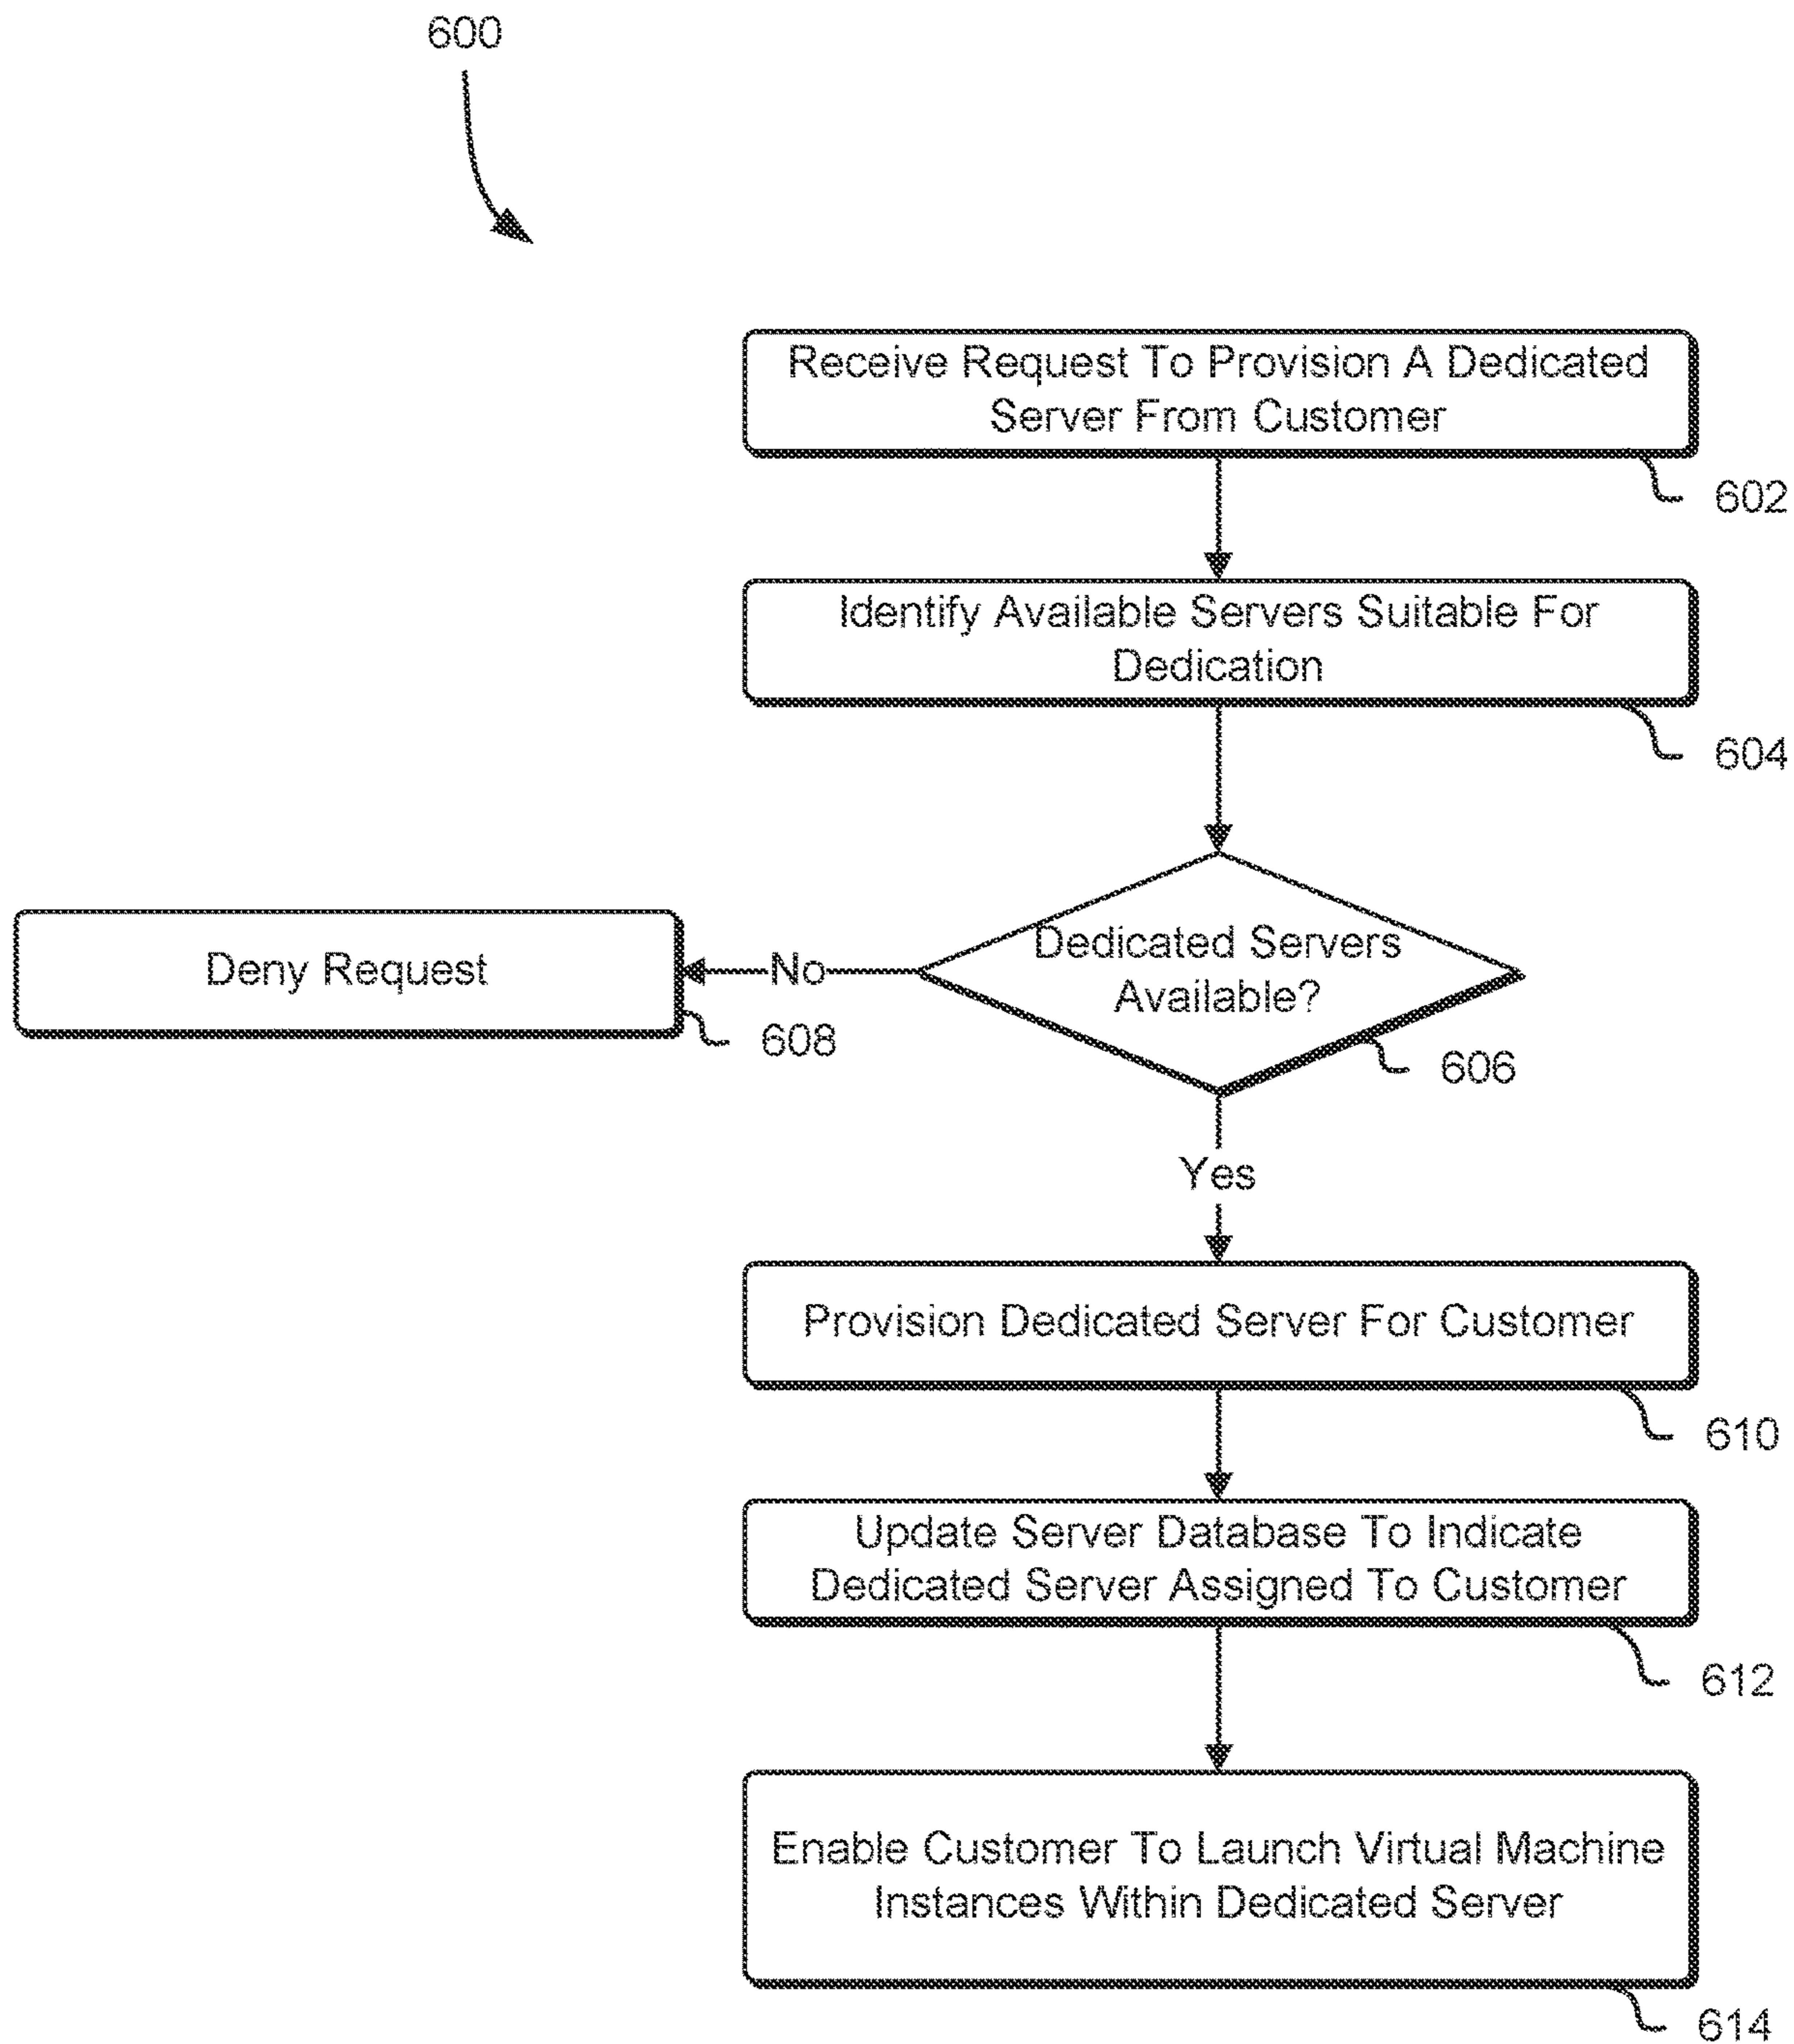 600
Receive Request To Provision A Dedicated
Server From Customer
602
Identify Available Servers Suitable For
Dedication
604
Dedicated Servers
Available?
606
No
Deny Request
608
Yes
Provision Dedicated Server For Customer
610
Update Server Database To Indicate
Dedicated Server Assigned To Customer
612
Enable Customer To Launch Virtual Machine
Instances Within Dedicated Server
614